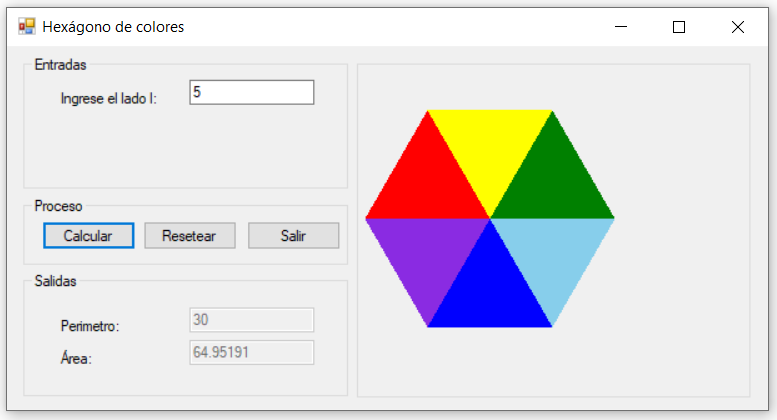 Hexágono de colores
Entradas
Ingrese el lado l:
5
Proceso
Calcular
Resetear
Salir
Salidas
Perimetro:
30
Área:
64.95191